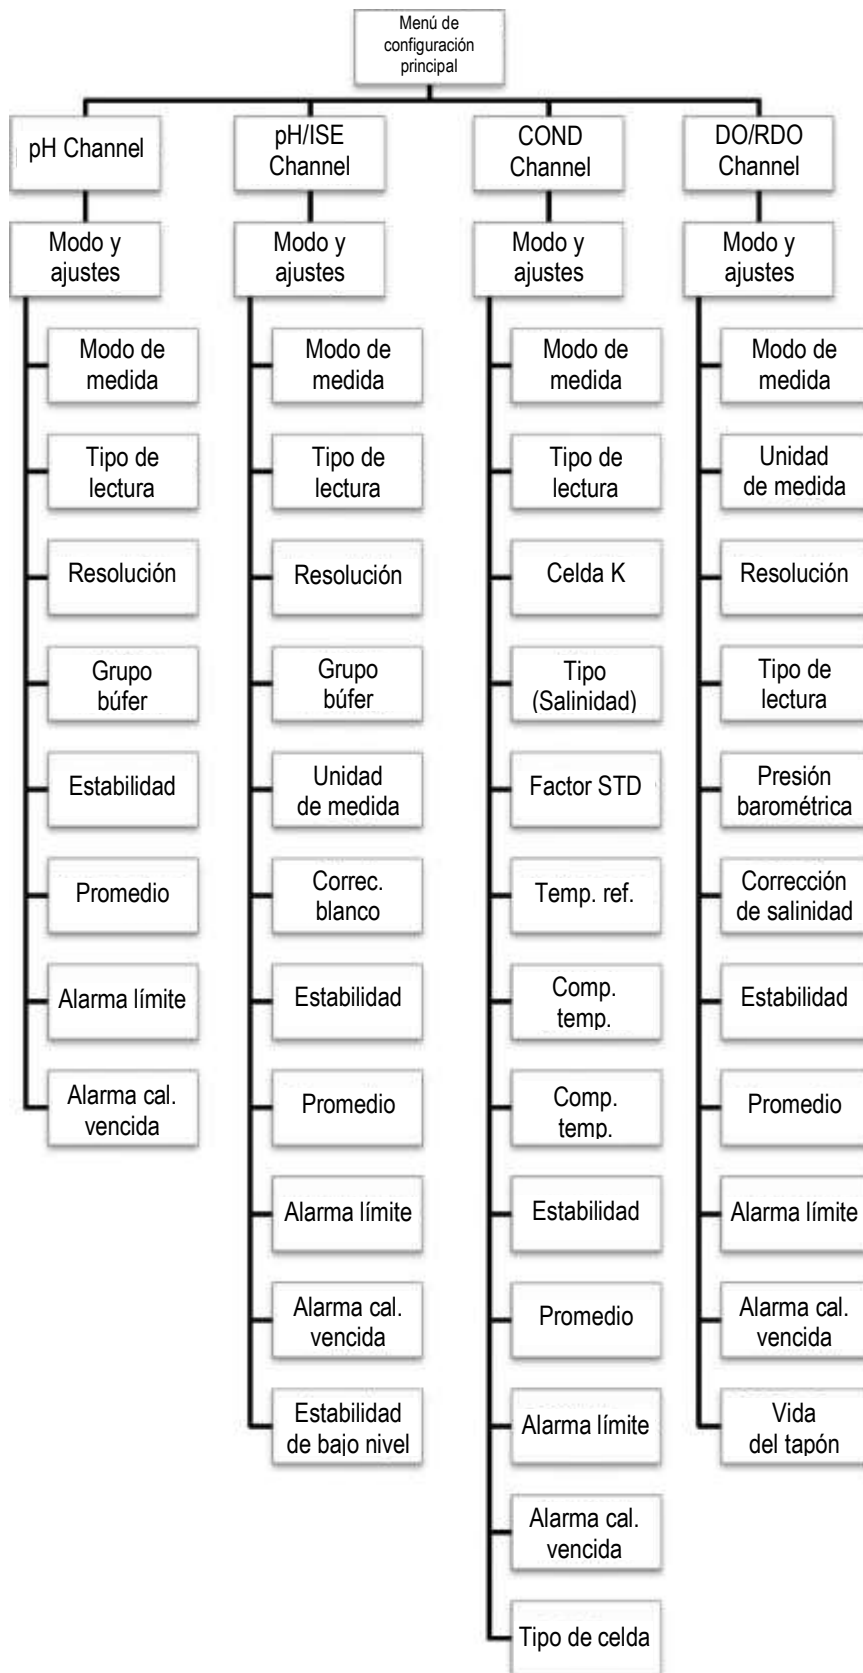 Menú de
configuración
principal
pH Channel
Modo y
ajustes
Modo de
medida
Tipo de
lectura
Resolución
Grupo
búfer
Estabilidad
Promedio
Alarma límite
Alarma cal.
vencida
pH/ISE
Channel
Modo y
ajustes
Modo de
medida
Tipo de
lectura
Resolución
Grupo
búfer
Unidad
de medida
Correc.
blanco
Estabilidad
Promedio
Alarma límite
Alarma cal.
vencida
Estabilidad
de bajo nivel
COND
Channel
Modo y
ajustes
Modo de
medida
Tipo de
lectura
Celda K
Tipo
(Salinidad)
Factor STD
Temp. ref.
Comp.
temp.
Comp.
temp.
Estabilidad
Promedio
Alarma límite
Alarma cal.
vencida
Tipo de celda
DO/RDO
Channel
Modo y
ajustes
Modo de
medida
Unidad
de medida
Resolución
Tipo de
lectura
Presión
barométrica
Corrección
de salinidad
Estabilidad
Promedio
Alarma límite
Alarma cal.
vencida
Vida
del tapón